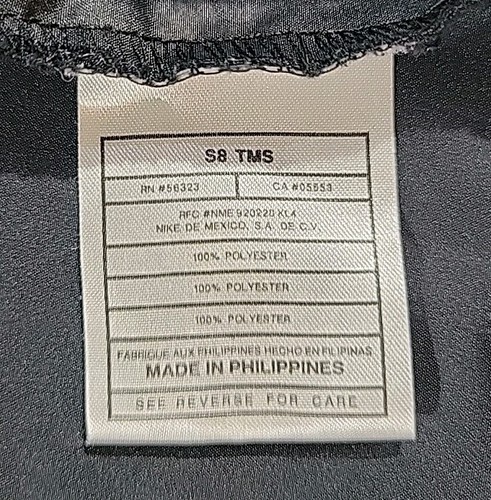 S8 TMS
RN #56323 CA #05553
RFC #NME 920220 KL4
NIKE DE MEXICO, S.A. DE C.V.
100% POLYESTER
100% POLYESTER
100% POLYESTER
FABRIQUE AUX PHILIPPINES HECHO EN FILIPINAS
MADE IN PHILIPPINES
SEE REVERSE FOR CARE